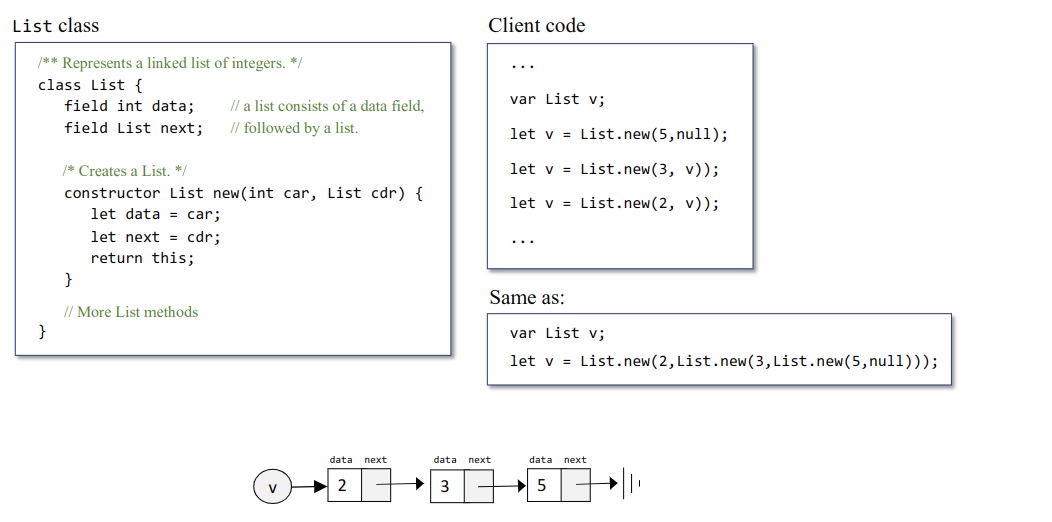 List class
/** Represents a linked list of integers. */
class List {
field int data; // a list consists of a data field,
field List next; // followed by a list.
/* Creates a List. */
constructor List new(int car, List cdr) {
let data = car;
let next = cdr;
return this;
}
// More List methods
}
Client code
...
var List v;
let v = List.new(5,null);
let v = List.new(3, v));
let v = List.new(2, v));
...
Same as:
var List v;
let v = List.new(2,List.new(3,List.new(5,null)));
data next data next data next
v 2 3 5